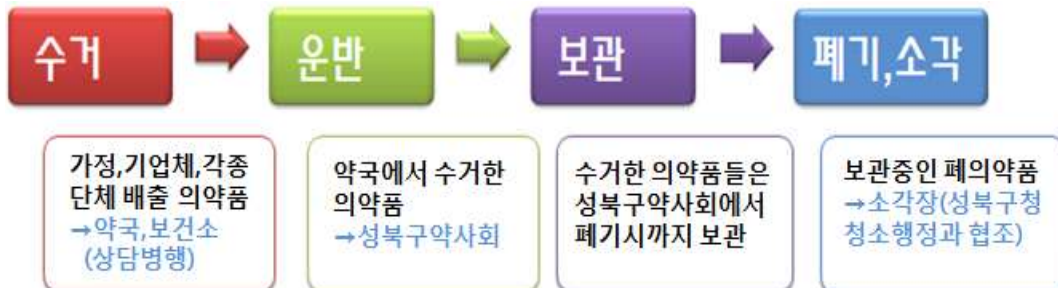 수거
운반
보관
폐기,소각
가정,기업체,각종
단체 배출 의약품
→약국,보건소
(상담병행)
약국에서 수거한
의약품
→성북구약사회
수거한 의약품들은
성북구약사회에서
폐기시까지 보관
보관중인 폐의약품
→소각장(성북구청
청소행정과 협조)